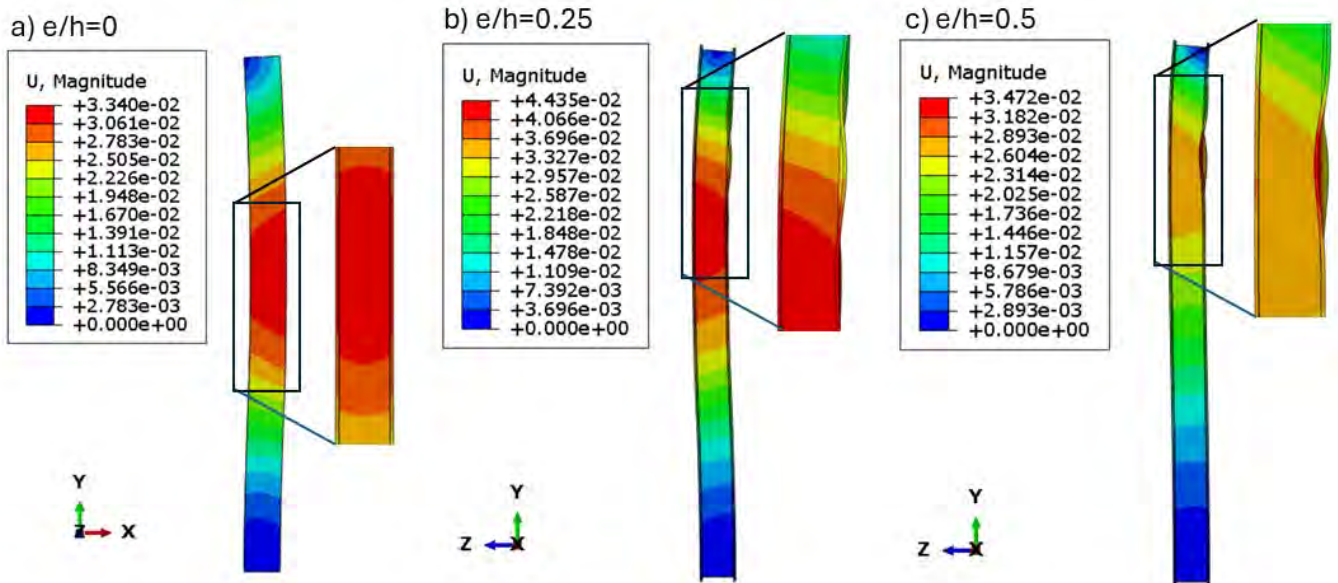 a) e/h=0
U, Magnitude
+3.340e-02
+3.061e-02
+2.783e-02
+2.505e-02
+2.226e-02
+1.948e-02
+1.670e-02
+1.391e-02
+1.113e-02
+8.349e-03
+5.566e-03
+2.783e-03
+0.000e+00
Y
Z
X
b) e/h=0.25
U, Magnitude
+4.435e-02
+4.066e-02
+3.696e-02
+3.327e-02
+2.957e-02
+2.587e-02
+2.218e-02
+1.848e-02
+1.478e-02
+1.109e-02
+7.392e-03
+3.696e-03
+0.000e+00
Y
Z
X
c) e/h=0.5
U, Magnitude
+3.472e-02
+3.182e-02
+2.893e-02
+2.604e-02
+2.314e-02
+2.025e-02
+1.736e-02
+1.446e-02
+1.157e-02
+8.679e-03
+5.786e-03
+2.893e-03
+0.000e+00
Y
Z
X